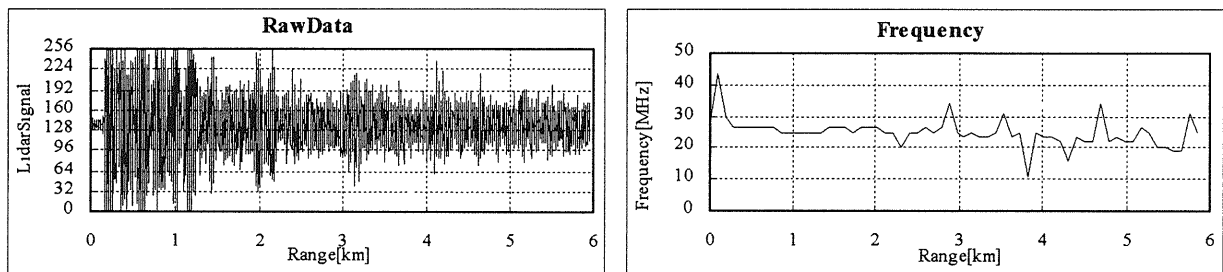 RawData
LidarSignal
256
224
192
160
128
96
64
32
0
0 1 2 3 4 5 6
Range[km]
Frequency
Frequency[MHz]
50
40
30
20
10
0
0 1 2 3 4 5 6
Range[km]